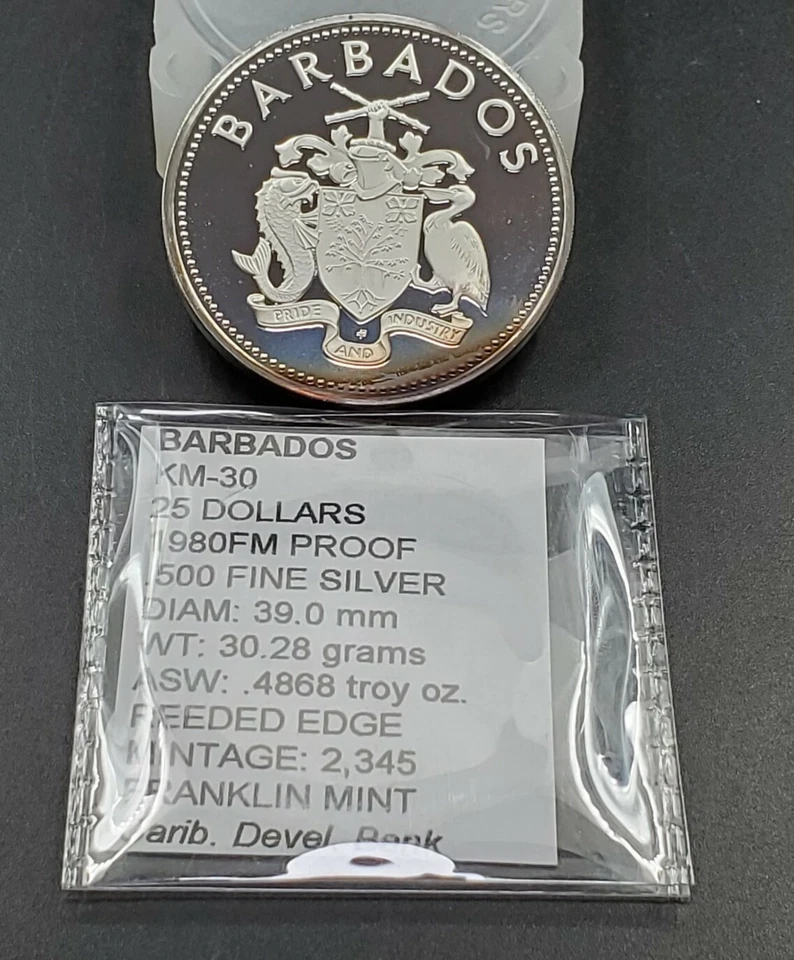 BARBADOS
PRIDE AND INDUSTRY
BARBADOS
KM-30
25 DOLLARS
1980FM PROOF
.500 FINE SILVER
DIAM: 39.0 mm
WT: 30.28 grams
ASW: .4868 troy oz.
REEDED EDGE
MINTAGE: 2,345
FRANKLIN MINT
Carib. Devel. Bank